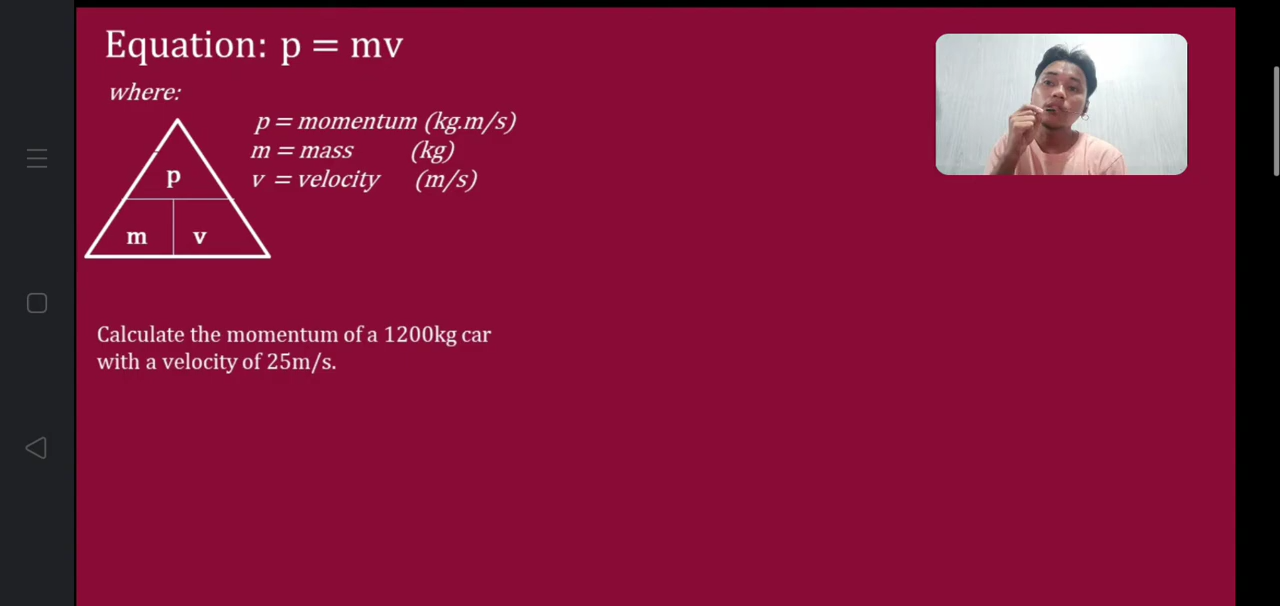 Equation: p = mv
where:
p = momentum (kg.m/s)
m = mass (kg)
v = velocity (m/s)
p
m v
Calculate the momentum of a 1200kg car
with a velocity of 25m/s.